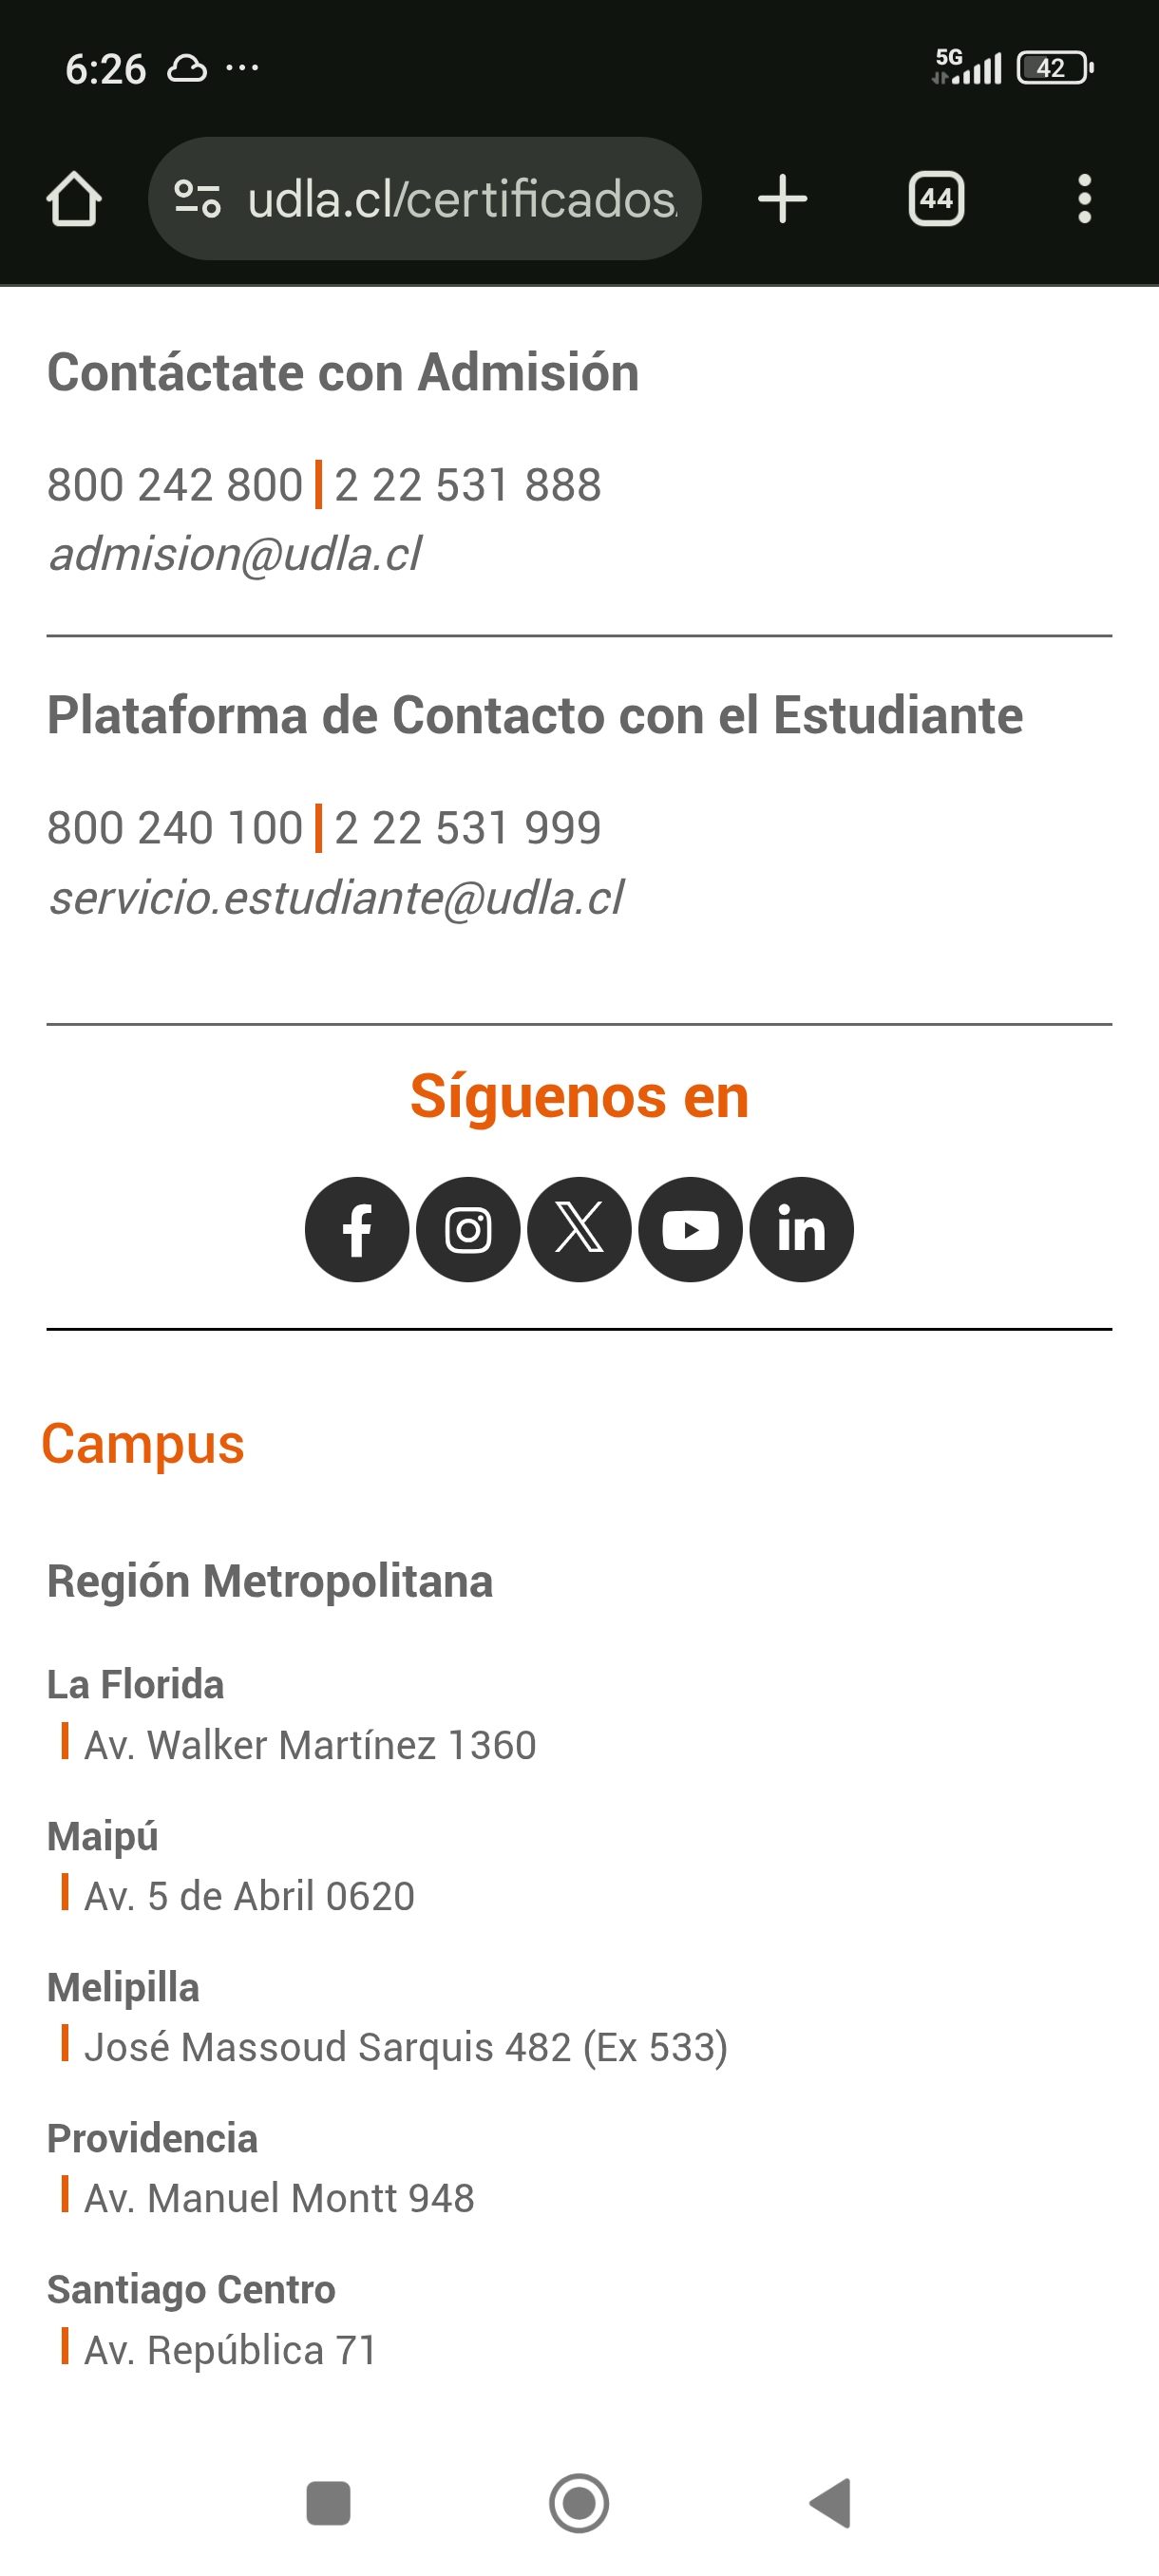 6:26 ...
5G 42
udla.cl/certificados
44
Contáctate con Admisión
800 242 800 | 2 22 531 888
admision@udla.cl
Plataforma de Contacto con el Estudiante
800 240 100 | 2 22 531 999
servicio.estudiante@udla.cl
Síguenos en
Campus
Región Metropolitana
La Florida
| Av. Walker Martínez 1360
Maipú
| Av. 5 de Abril 0620
Melipilla
| José Massoud Sarquis 482 (Ex 533)
Providencia
| Av. Manuel Montt 948
Santiago Centro
| Av. República 71